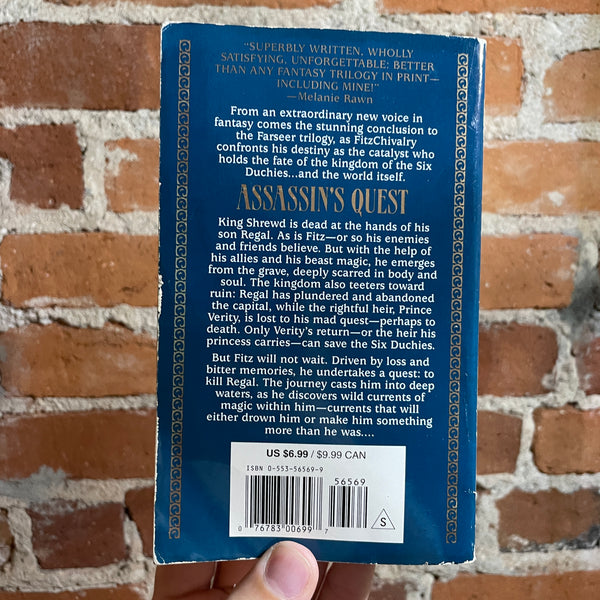 "SUPERBLY WRITTEN, WHOLLY
SATISFYING, UNFORGETTABLE: BETTER
THAN ANY FANTASY TRILOGY IN PRINT—
INCLUDING MINE!"
—Melanie Rawn
From an extraordinary new voice in
fantasy comes the stunning conclusion to
the Farseer trilogy, as FitzChivalry
confronts his destiny as the catalyst who
holds the fate of the kingdom of the Six
Duchies...and the world itself.
ASSASSIN'S QUEST
King Shrewd is dead at the hands of his
son Regal. As is Fitz—or so his enemies
and friends believe. But with the help of
his allies and his beast magic, he emerges
from the grave, deeply scarred in body and
soul. The kingdom also teeters toward
ruin: Regal has plundered and abandoned
the capital, while the rightful heir, Prince
Verity, is lost to his mad quest—perhaps to
death. Only Verity's return—or the heir his
princess carries—can save the Six Duchies.
But Fitz will not wait. Driven by loss and
bitter memories, he undertakes a quest: to
kill Regal. The journey casts him into deep
waters, as he discovers wild currents of
magic within him—currents that will
either drown him or make him something
more than he was....
US $6.99 / $9.99 CAN
ISBN 0-553-56569-9
56569
S
0 76783 00699 7